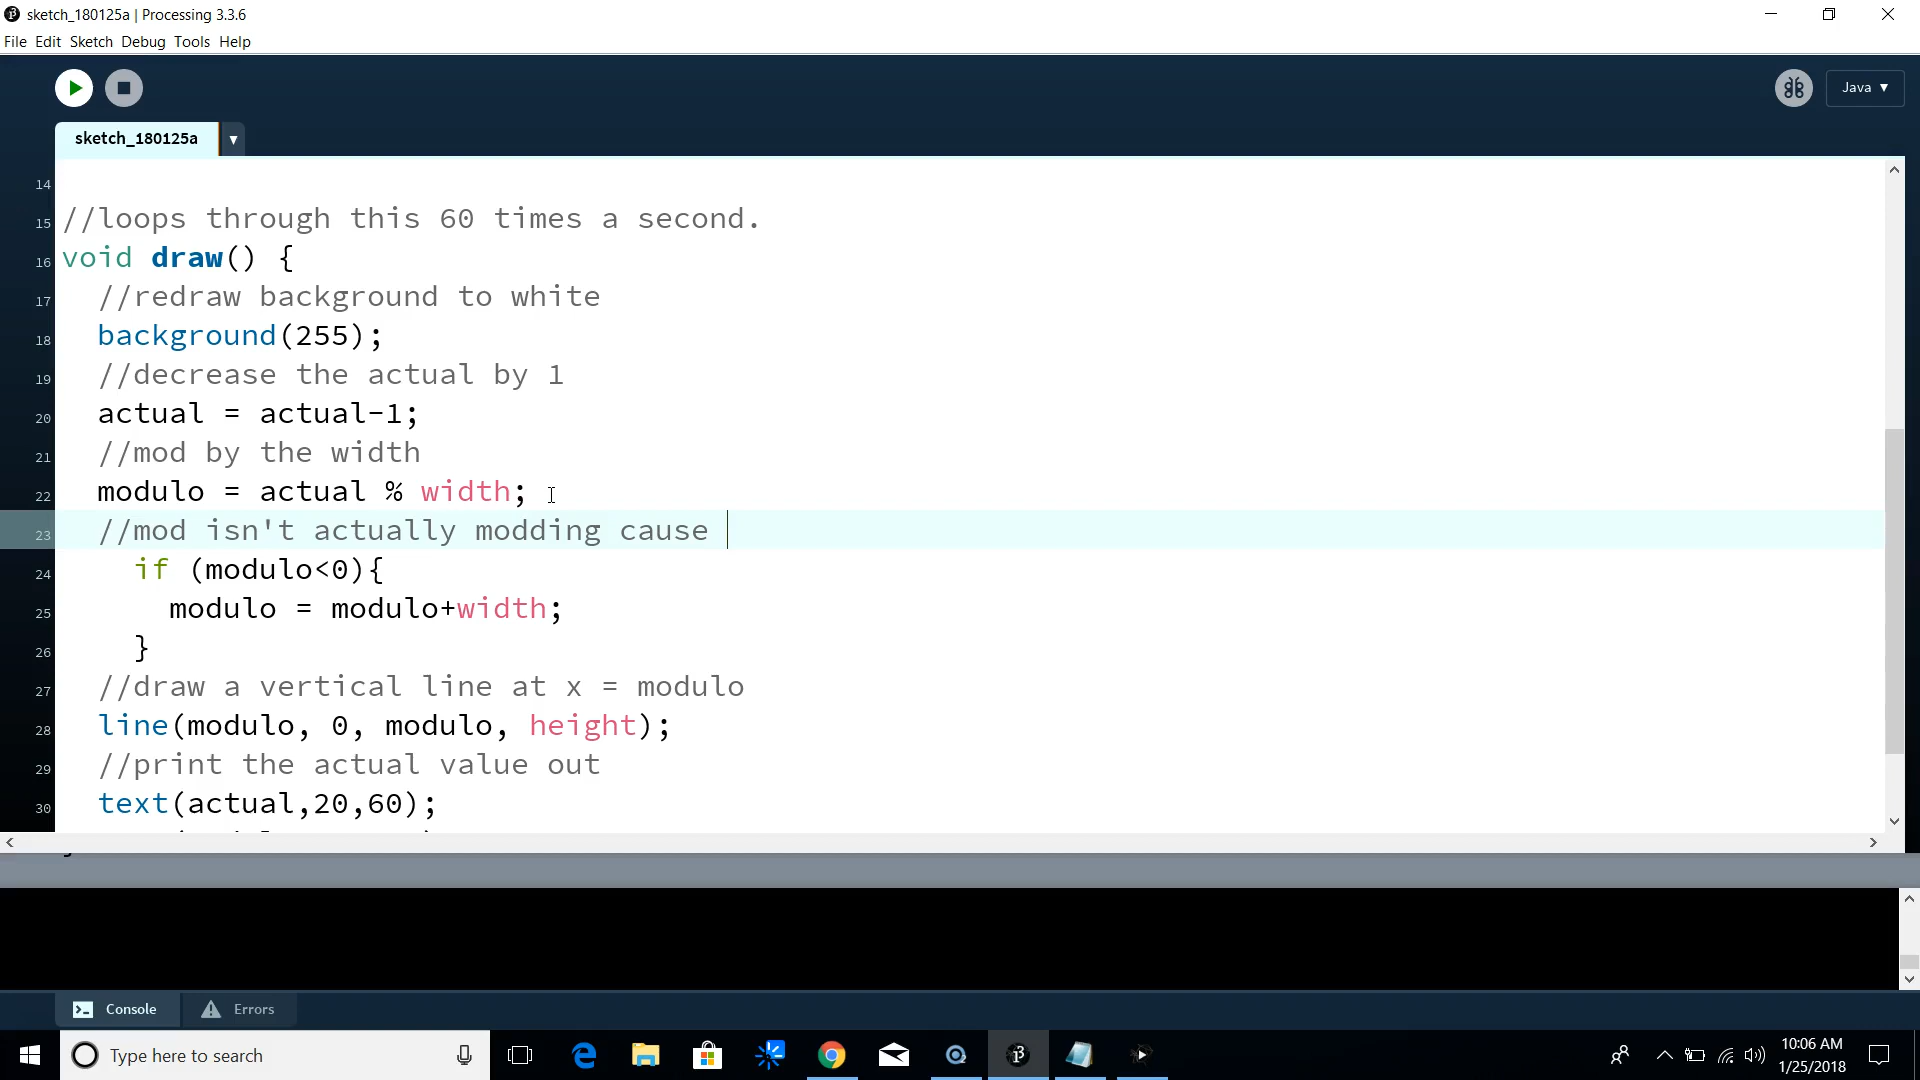 sketch_180125a | Processing 3.3.6
File Edit Sketch Debug Tools Help
Java ▼
sketch_180125a ▼
14
15 //loops through this 60 times a second.
16 void draw() {
17 //redraw background to white
18 background(255);
19 //decrease the actual by 1
20 actual = actual-1;
21 //mod by the width
22 modulo = actual % width;
23 //mod isn't actually modding cause
24 if (modulo<0){
25 modulo = modulo+width;
26 }
27 //draw a vertical line at x = modulo
28 line(modulo, 0, modulo, height);
29 //print the actual value out
30 text(actual,20,60);
Console Errors
Type here to search
10:06 AM
1/25/2018